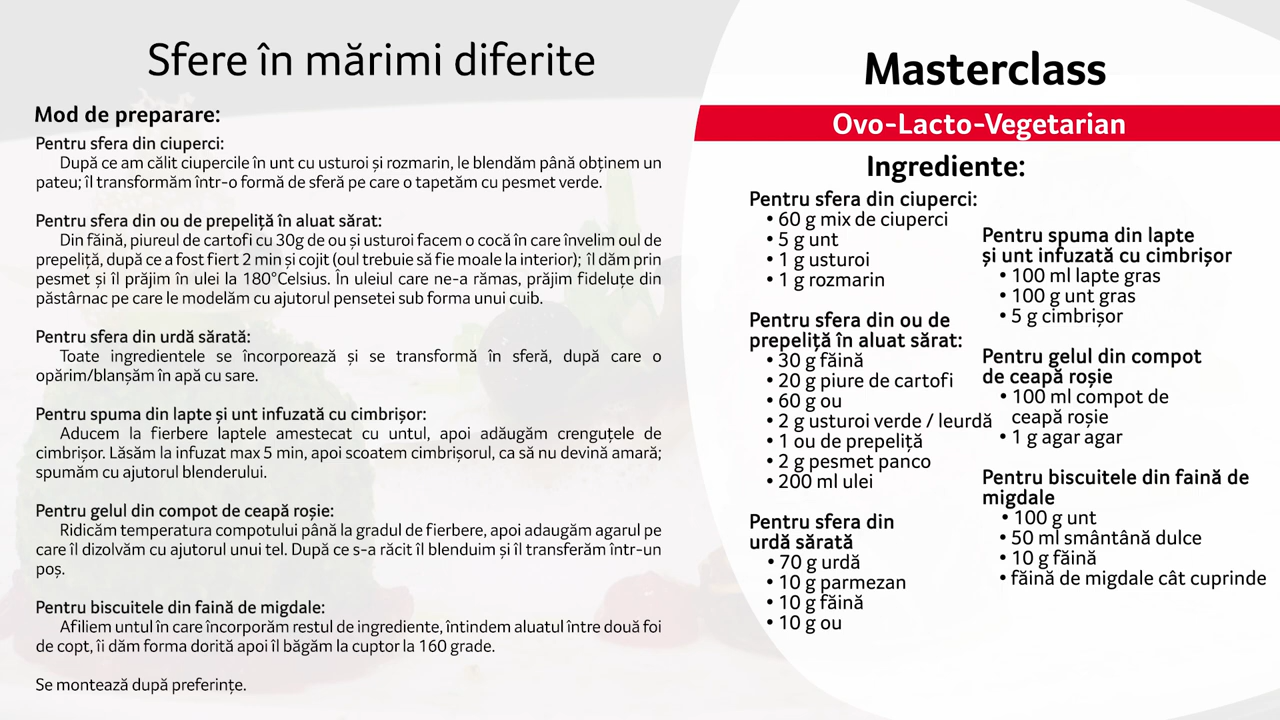 Sfere în mărimi diferite
Mod de preparare:
Pentru sfera din ciuperci:
După ce am călit ciupercile în unt cu usturoi și rozmarin, le blendăm până obținem un
pateu; îl transformăm într-o formă de sferă pe care o tapetăm cu pesmet verde.
Pentru sfera din ou de prepeliță în aluat sărat:
Din făină, piureul de cartofi cu 30g de ou și usturoi facem o cocă în care învelim oul de
prepeliță, după ce a fost fiert 2 min și cojit (oul trebuie să fie moale la interior); îl dăm prin
pesmet și îl prăjim în ulei la 180°Celsius. În uleiul care ne-a rămas, prăjim fideluțe din
păstârnac pe care le modelăm cu ajutorul pensetei sub forma unui cuib.
Pentru sfera din urdă sărată:
Toate ingredientele se încorporează și se transformă în sferă, după care o
opărim/blanșăm în apă cu sare.
Pentru spuma din lapte și unt infuzată cu cimbrișor:
Aducem la fierbere laptele amestecat cu untul, apoi adăugăm crenguțele de
cimbrișor. Lăsăm la infuzat max 5 min, apoi scoatem cimbrișorul, ca să nu devină amară;
spumăm cu ajutorul blenderului.
Pentru gelul din compot de ceapă roșie:
Ridicăm temperatura compotului până la gradul de fierbere, apoi adaugăm agarul pe
care îl dizolvăm cu ajutorul unui tel. După ce s-a răcit îl blenduim și îl transferăm într-un
poș.
Pentru biscuitele din faină de migdale:
Afiliem untul în care încorporăm restul de ingrediente, întindem aluatul între două foi
de copt, îi dăm forma dorită apoi îl băgăm la cuptor la 160 grade.
Se montează după preferințe.
Masterclass
Ovo-Lacto-Vegetarian
Ingrediente:
Pentru sfera din ciuperci:
• 60 g mix de ciuperci
• 5 g unt
• 1 g usturoi
• 1 g rozmarin
Pentru sfera din ou de
prepeliță în aluat sărat:
• 30 g făină
• 20 g piure de cartofi
• 60 g ou
• 2 g usturoi verde / leurdă
• 1 ou de prepeliță
• 2 g pesmet panco
• 200 ml ulei
Pentru sfera din
urdă sărată
• 70 g urdă
• 10 g parmezan
• 10 g făină
• 10 g ou
Pentru spuma din lapte
și unt infuzată cu cimbrișor
• 100 ml lapte gras
• 100 g unt gras
• 5 g cimbrișor
Pentru gelul din compot
de ceapă roșie
• 100 ml compot de
ceapă roșie
• 1 g agar agar
Pentru biscuitele din faină de
migdale
• 100 g unt
• 50 ml smântână dulce
• 10 g făină
• făină de migdale cât cuprinde